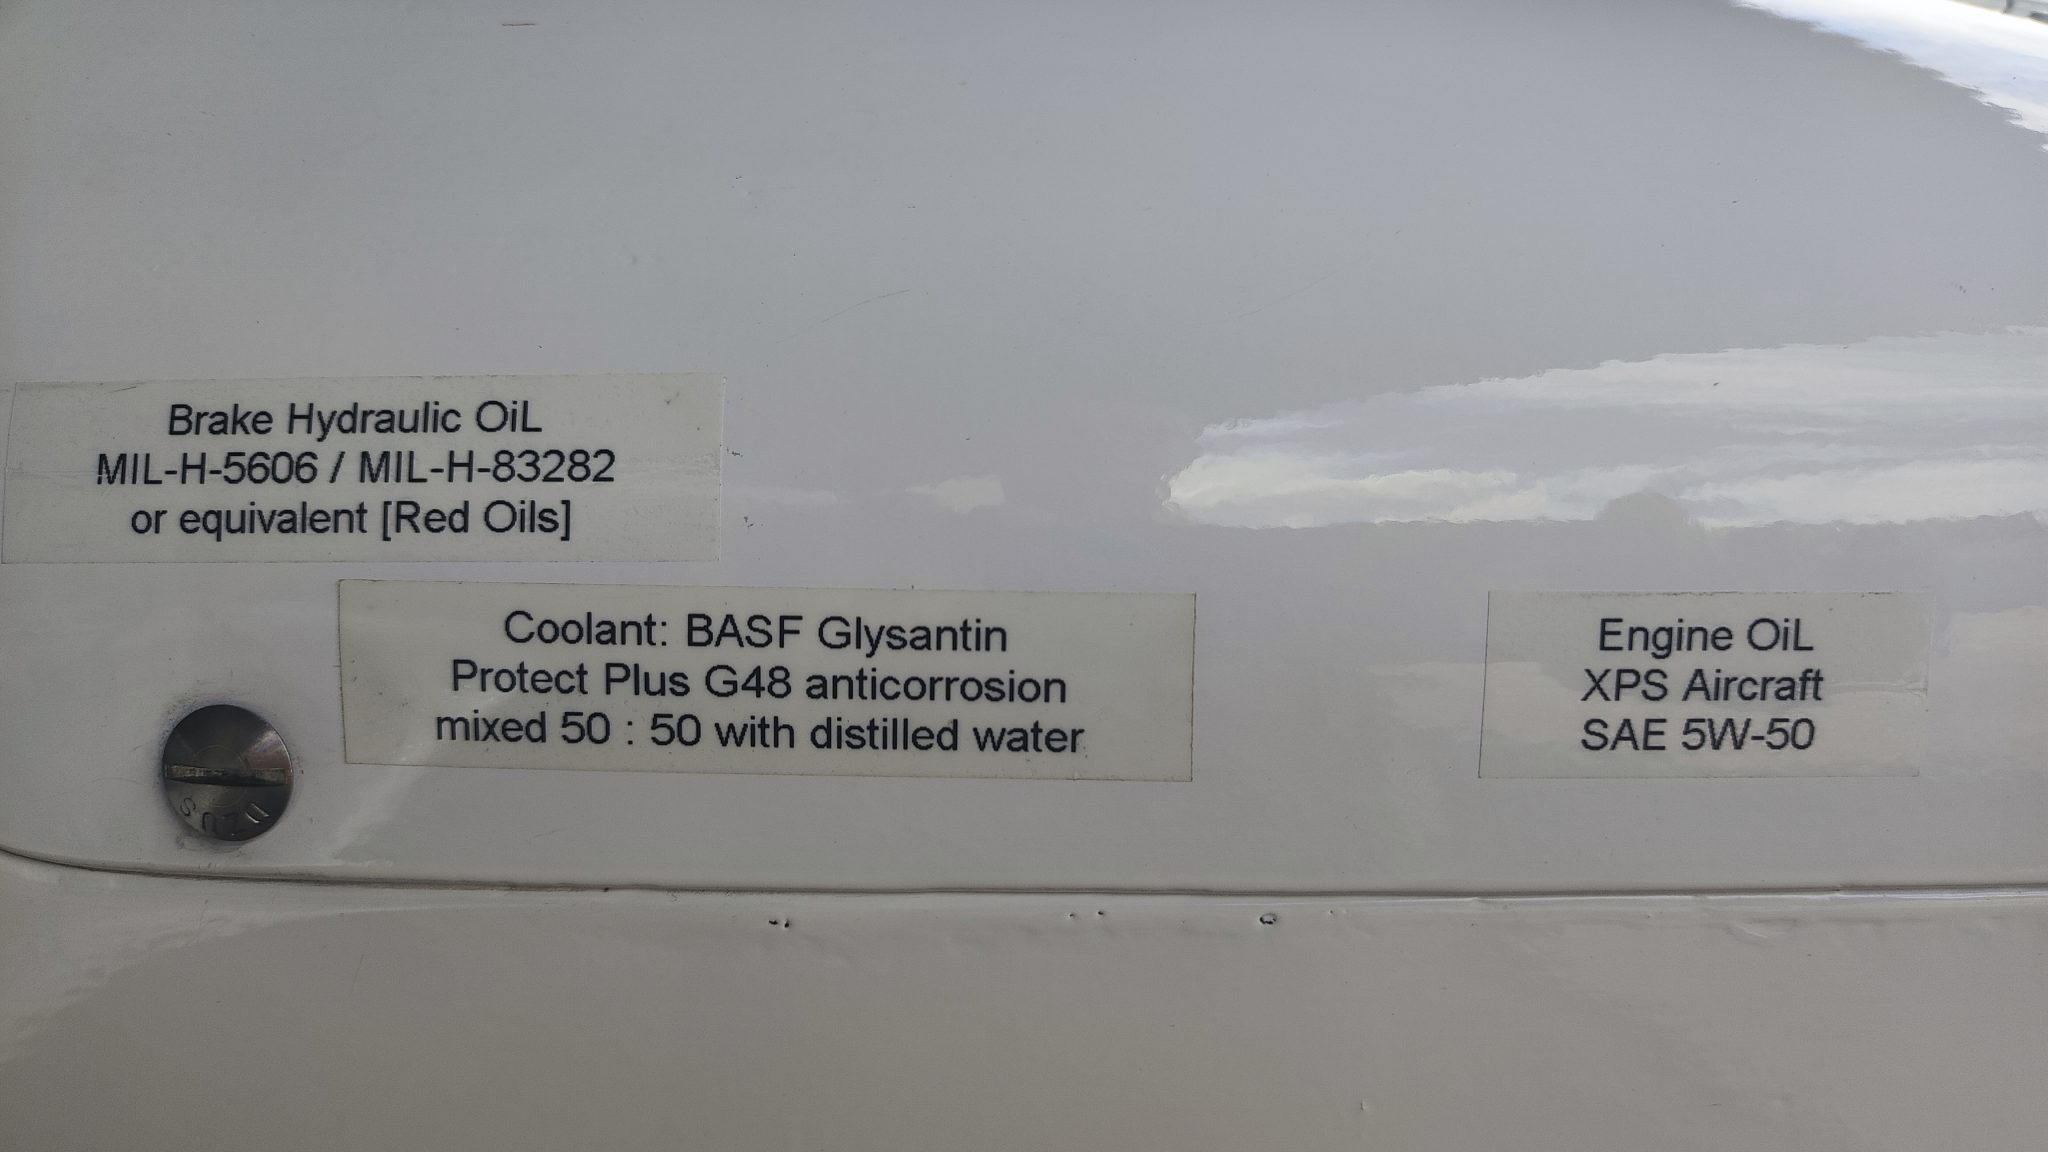 Brake Hydraulic OiL
MIL-H-5606 / MIL-H-83282
or equivalent [Red Oils]
Coolant: BASF Glysantin
Protect Plus G48 anticorrosion
mixed 50 : 50 with distilled water
Engine OiL
XPS Aircraft
SAE 5W-50
DZUS